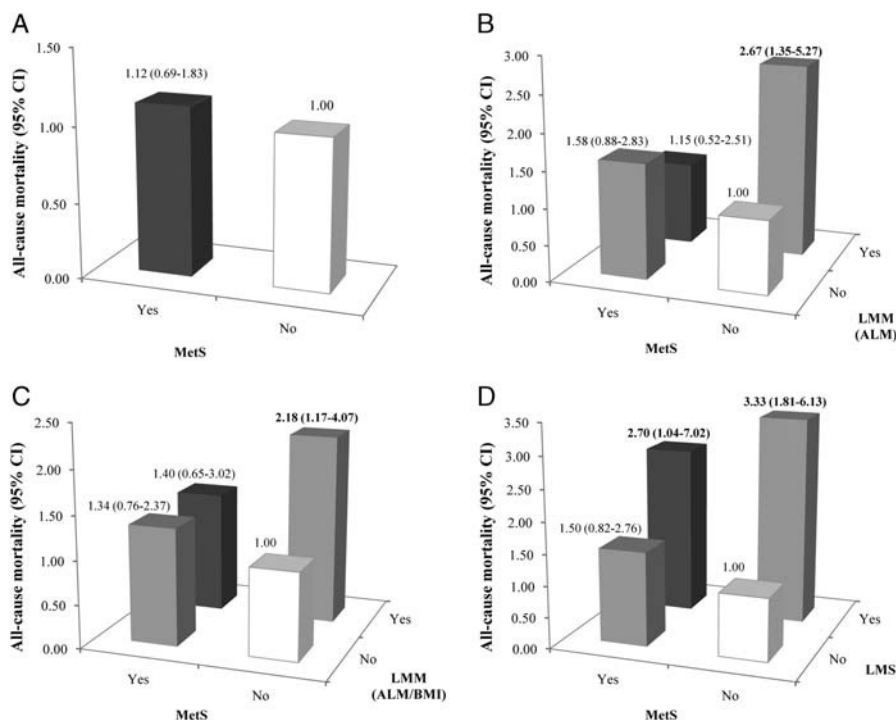 A
All-cause mortality (95% CI)
1.50
1.00
0.50
0.00
1.12 (0.69-1.83)
1.00
Yes
No
MetS
B
All-cause mortality (95% CI)
3.00
2.50
2.00
1.50
1.00
0.50
0.00
2.67 (1.35-5.27)
1.58 (0.88-2.83)
1.15 (0.52-2.51)
1.00
Yes
No
LMM
(ALM)
Yes
No
MetS
C
All-cause mortality (95% CI)
2.50
2.00
1.50
1.00
0.50
0.00
2.18 (1.17-4.07)
1.40 (0.65-3.02)
1.34 (0.76-2.37)
1.00
Yes
No
LMM
(ALM/BMI)
Yes
No
MetS
D
All-cause mortality (95% CI)
3.50
3.00
2.50
2.00
1.50
1.00
0.50
0.00
3.33 (1.81-6.13)
2.70 (1.04-7.02)
1.50 (0.82-2.76)
1.00
Yes
No
LMS
Yes
No
MetS